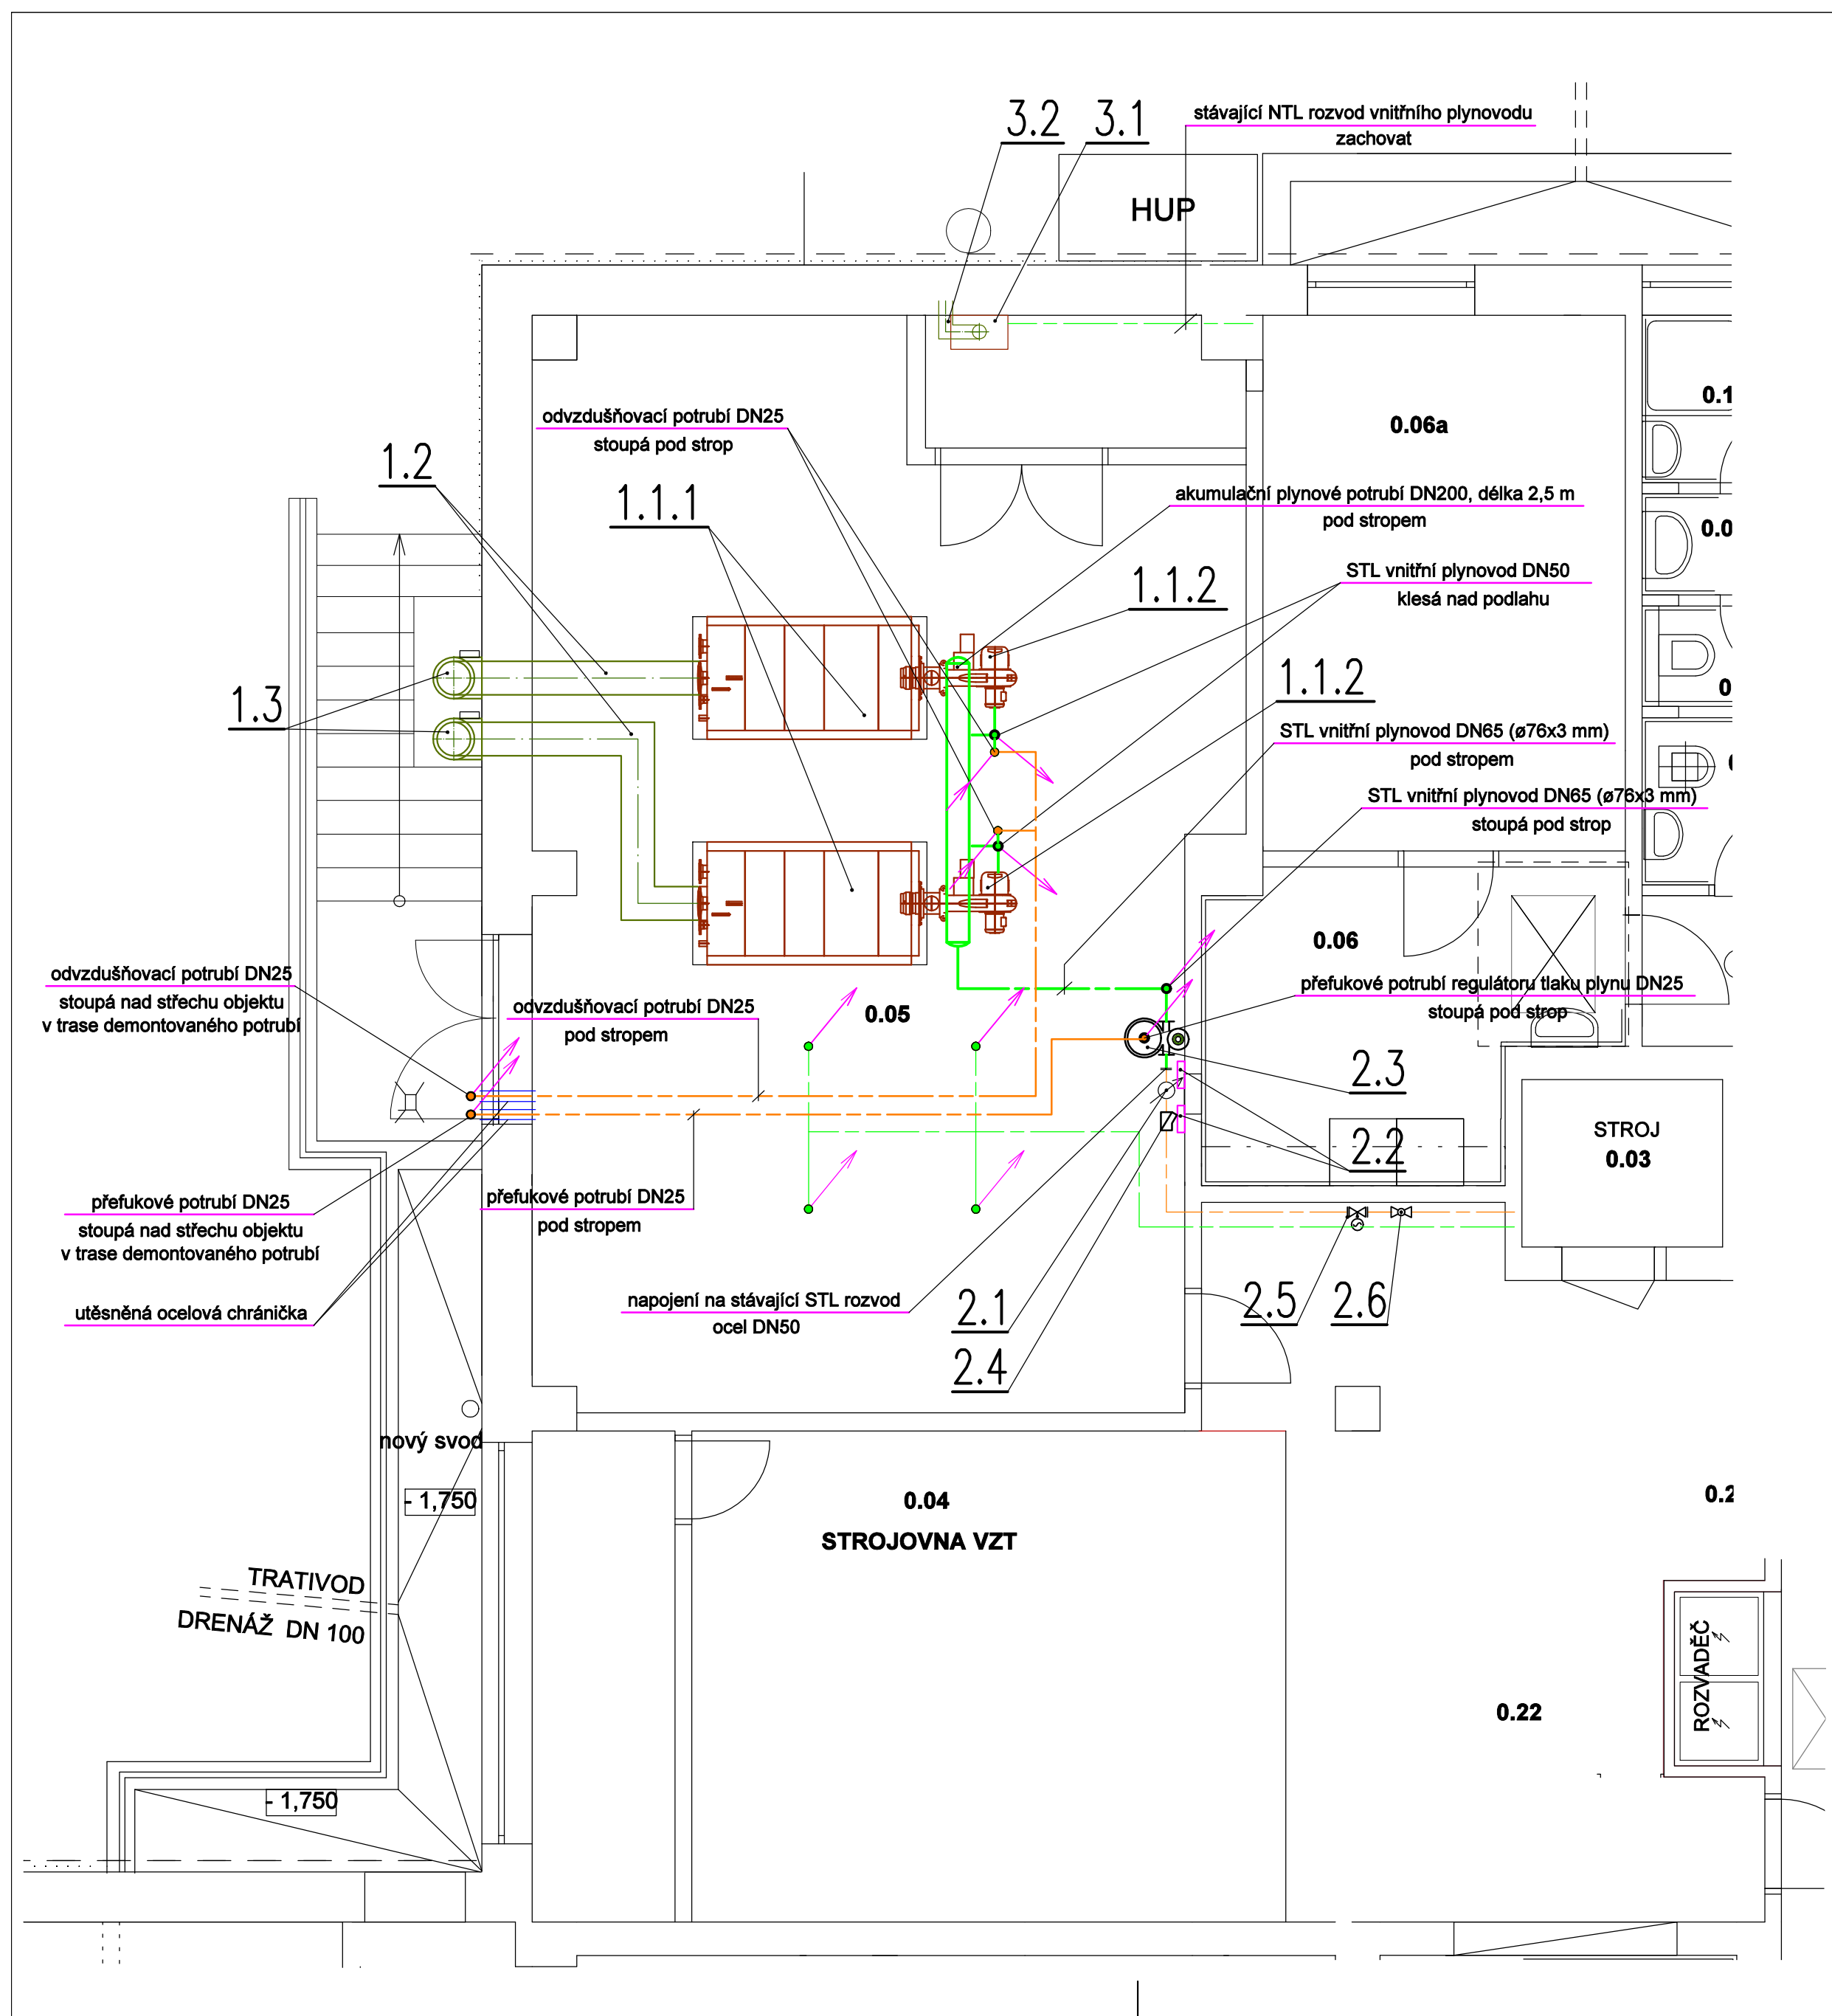 3.2
3.1
stávající NTL rozvod vnitřního plynovodu
zachovat
HUP
0.1
odvzdušňovací potrubí DN25
stoupá pod strop
0.06a
1.2
1.1.1
akumulační plynové potrubí DN200, délka 2,5 m
pod stropem
0.0
STL vnitřní plynovod DN50
klesá nad podlahu
1.1.2
1.3
1.1.2
0
STL vnitřní plynovod DN65 (ø76x3 mm)
pod stropem
STL vnitřní plynovod DN65 (ø76x3 mm)
stoupá pod strop
0.06
odvzdušňovací potrubí DN25
stoupá nad střechu objektu
v trase demontovaného potrubí
odvzdušňovací potrubí DN25
pod stropem
0.05
přefukové potrubí regulátoru tlaku plynu DN25
stoupá pod strop
2.3
2.2
STROJ
0.03
přefukové potrubí DN25
stoupá nad střechu objektu
v trase demontovaného potrubí
přefukové potrubí DN25
pod stropem
utěsněná ocelová chránička
napojení na stávající STL rozvod
ocel DN50
2.1
2.4
2.5
2.6
nový svod
- 1,750
0.04
STROJOVNA VZT
0.2
TRATIVOD
DRENÁŽ DN 100
ROZVADĚČ
0.22
- 1,750